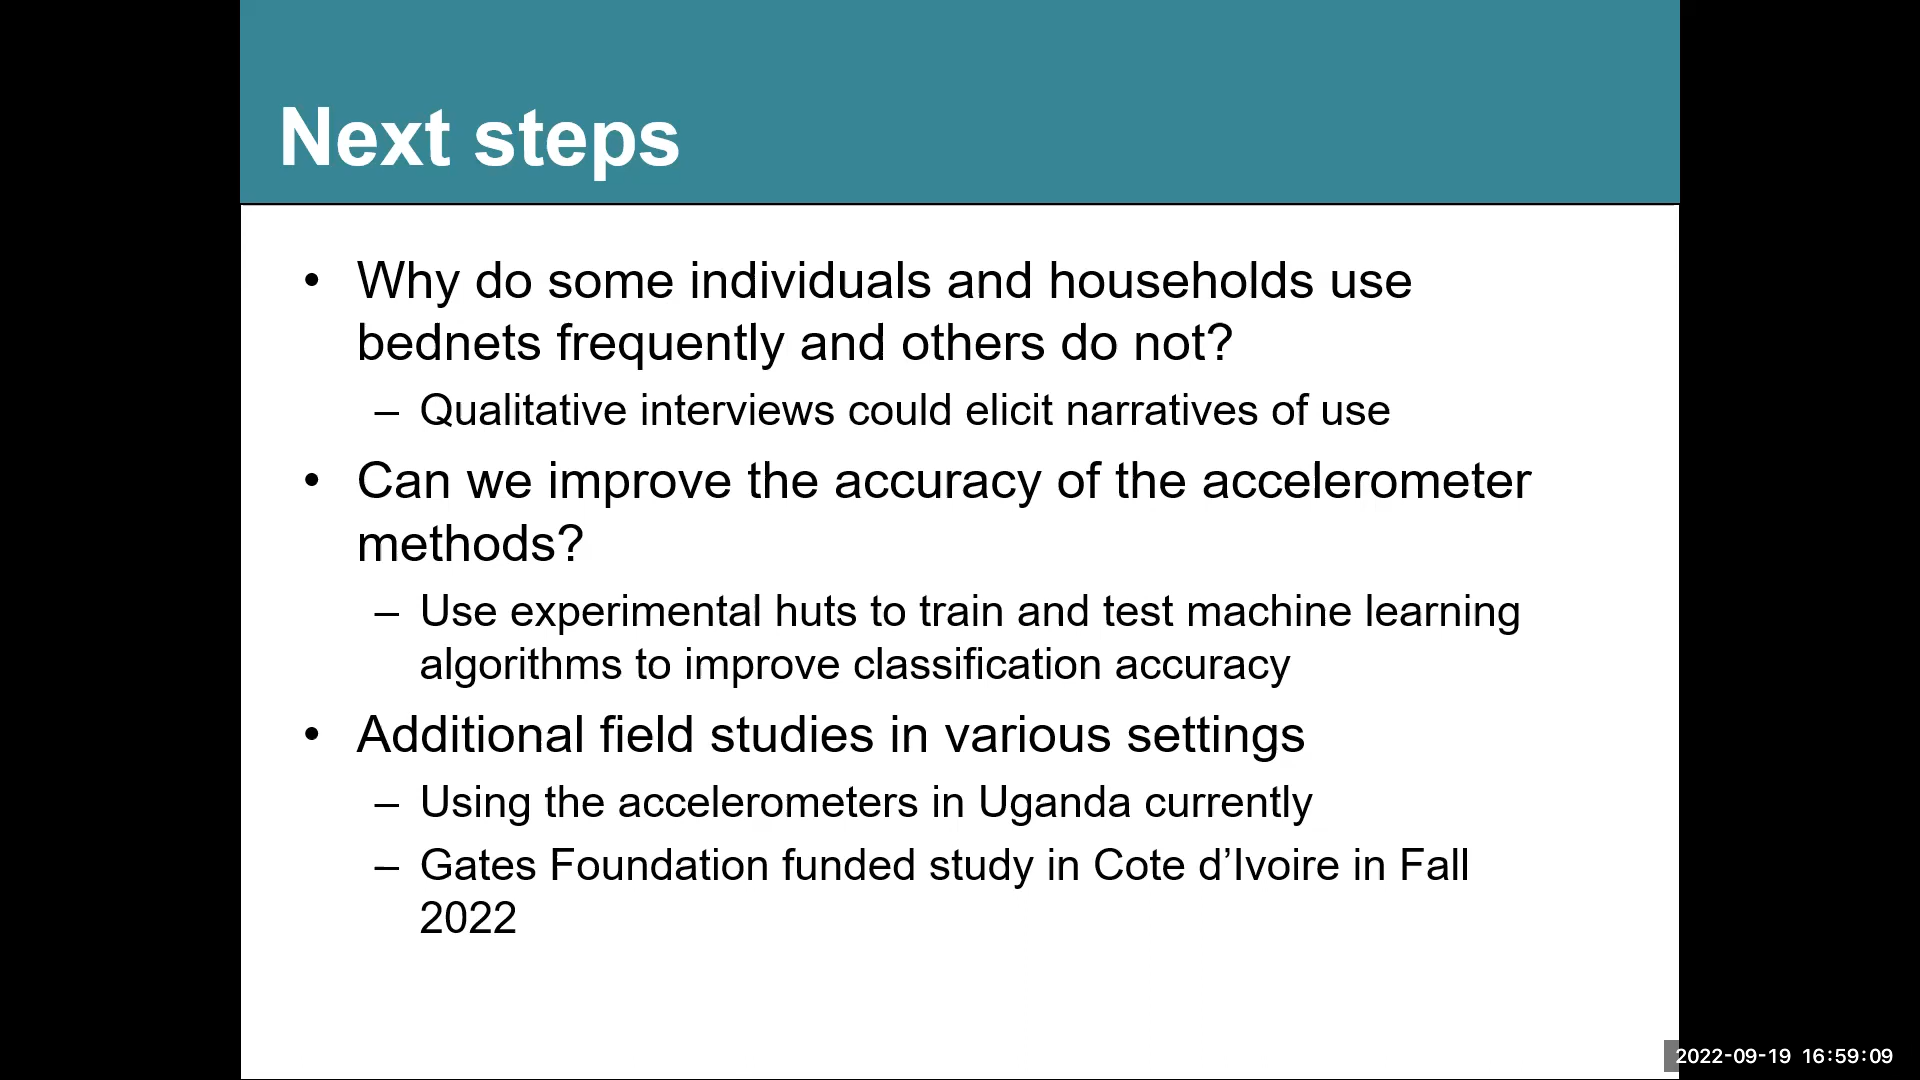 Next steps
• Why do some individuals and households use
bednets frequently and others do not?
– Qualitative interviews could elicit narratives of use
• Can we improve the accuracy of the accelerometer
methods?
– Use experimental huts to train and test machine learning
algorithms to improve classification accuracy
• Additional field studies in various settings
– Using the accelerometers in Uganda currently
– Gates Foundation funded study in Cote d’Ivoire in Fall
2022
2022-09-19 16:59:09